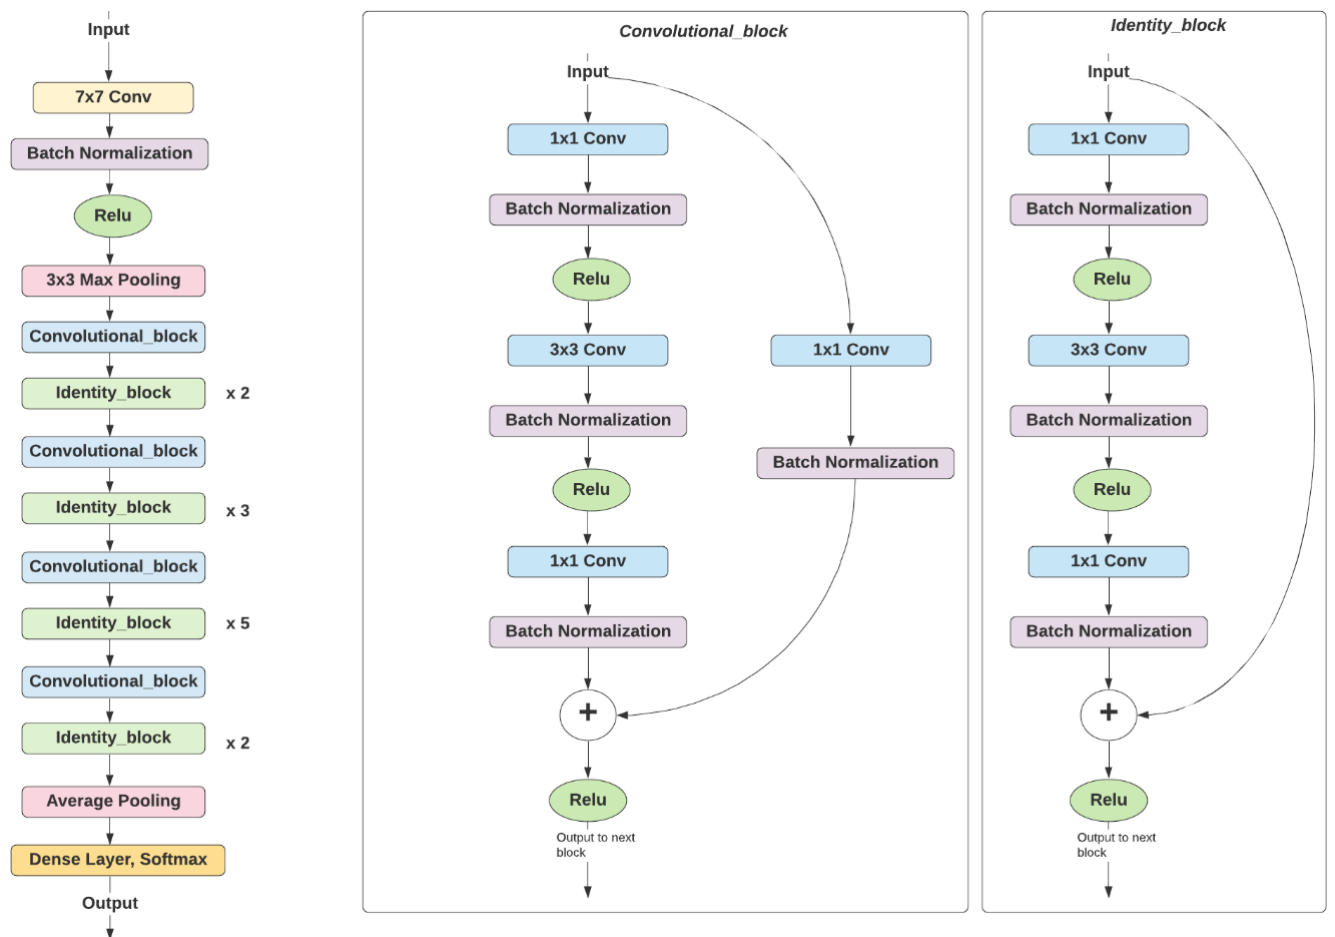 Input
7x7 Conv
Batch Normalization
Relu
3x3 Max Pooling
Convolutional_block
Identity_block
x 2
Convolutional_block
Identity_block
x 3
Convolutional_block
Identity_block
x 5
Convolutional_block
Identity_block
x 2
Average Pooling
Dense Layer, Softmax
Output
Convolutional_block
Input
1x1 Conv
Batch Normalization
Relu
3x3 Conv
Batch Normalization
Relu
1x1 Conv
Batch Normalization
1x1 Conv
Batch Normalization
+
Relu
Output to next
block
Identity_block
Input
1x1 Conv
Batch Normalization
Relu
3x3 Conv
Batch Normalization
Relu
1x1 Conv
Batch Normalization
+
Relu
Output to next
block